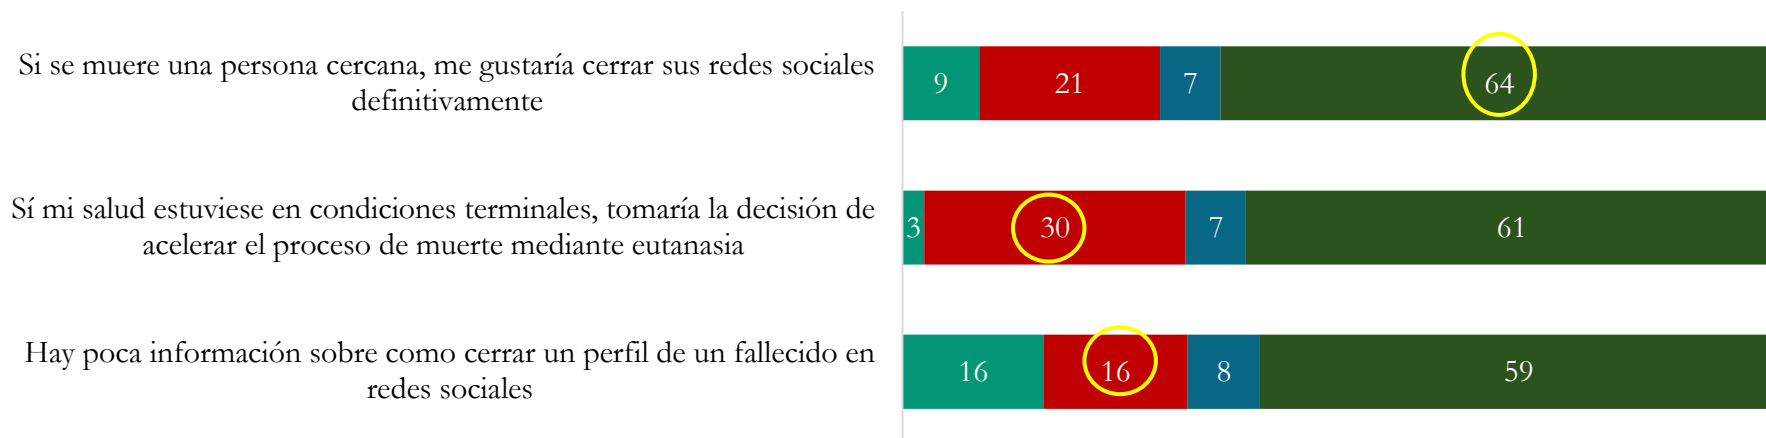 Si se muere una persona cercana, me gustaría cerrar sus redes sociales
definitivamente
9 21 7 64
Sí mi salud estuviese en condiciones terminales, tomaría la decisión de
acelerar el proceso de muerte mediante eutanasia
3 30 7 61
Hay poca información sobre como cerrar un perfil de un fallecido en
redes sociales
16 16 8 59